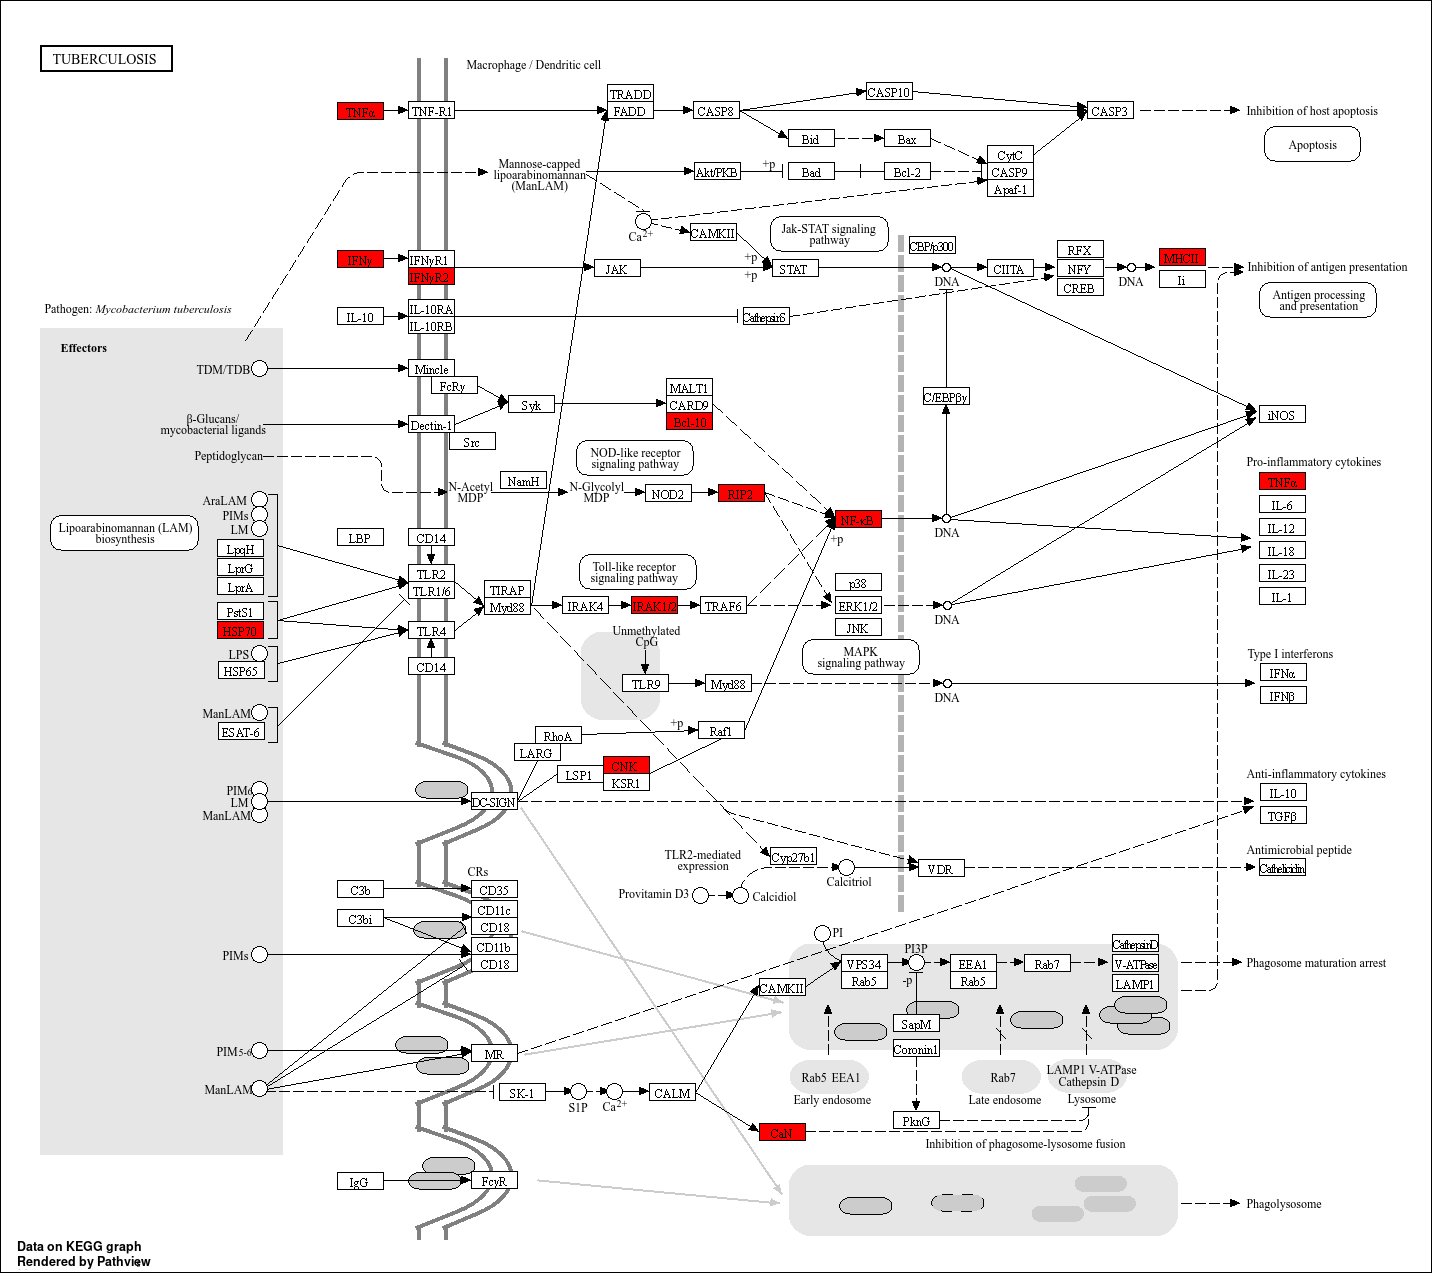 TUBERCULOSIS
Macrophage / Dendritic cell
TNFα
TNF-R1
TRADD
FADD
CASP8
CASP10
CASP3
Inhibition of host apoptosis
Apoptosis
Bid
Bax
CytC
CASP9
Apaf-1
Mannose-capped
lipoarabinomannan
(ManLAM)
Akt/PKB
+p
Bad
Bcl-2
Ca2+
CAMKII
Jak-STAT signaling
pathway
IFNγ
IFNγR1
IFNγR2
JAK
+p
+p
STAT
CBP/p300
DNA
CIITA
RFX
NFY
CREB
DNA
MHCII
Ii
Inhibition of antigen presentation
Antigen processing
and presentation
Pathogen: Mycobacterium tuberculosis
IL-10
IL-10RA
IL-10RB
CathepsinS
Effectors
TDM/TDB
Mincle
FcRγ
Syk
MALT1
CARD9
Bcl-10
C/EBPβγ
iNOS
β-Glucans/
mycobacterial ligands
Dectin-1
Src
Peptidoglycan
N-Acetyl
MDP
NamH
N-Glycolyl
MDP
NOD2
RIP2
NOD-like receptor
signaling pathway
NF-κB
+p
DNA
Pro-inflammatory cytokines
TNFα
IL-6
IL-12
IL-18
IL-23
IL-1
AraLAM
PIMs
LM
LpqH
LprG
LprA
Lipoarabinomannan (LAM)
biosynthesis
LBP
CD14
TLR2
TLR1/6
TIRAP
Myd88
IRAK4
IRAK1/2
TRAF6
Toll-like receptor
signaling pathway
p38
ERK1/2
JNK
DNA
MAPK
signaling pathway
PstS1
HSP70
TLR4
LPS
HSP65
CD14
Unmethylated
CpG
TLR9
Myd88
DNA
Type I interferons
IFNα
IFNβ
ManLAM
ESAT-6
RhoA
LARG
+p
Raf1
LSP1
CNK
KSR1
PIM6
LM
ManLAM
DC-SIGN
Anti-inflammatory cytokines
IL-10
TGFβ
TLR2-mediated
expression
Cyp27b1
Provitamin D3
Calcidiol
Calcitriol
VDR
Antimicrobial peptide
Cathelicidin
CRs
C3b
CD35
C3bi
CD11c
CD18
CD11b
CD18
PIMs
PI
VPS34
Rab5
PI3P
-p
EEA1
Rab5
Rab7
CathepsinD
V-ATPase
LAMP1
Phagosome maturation arrest
CAMKII
SapM
Coronin1
PIM5-6
MR
ManLAM
SK-1
S1P
Ca2+
CALM
Rab5 EEA1
Early endosome
Rab7
Late endosome
LAMP1 V-ATPase
Cathepsin D
Lysosome
PknG
CaN
Inhibition of phagosome-lysosome fusion
IgG
FcγR
Phagolysosome
Data on KEGG graph
Rendered by Pathview